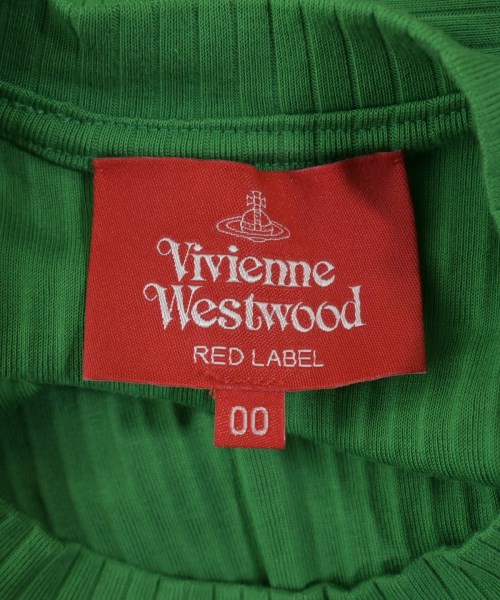 Vivienne
Westwood
RED LABEL
00